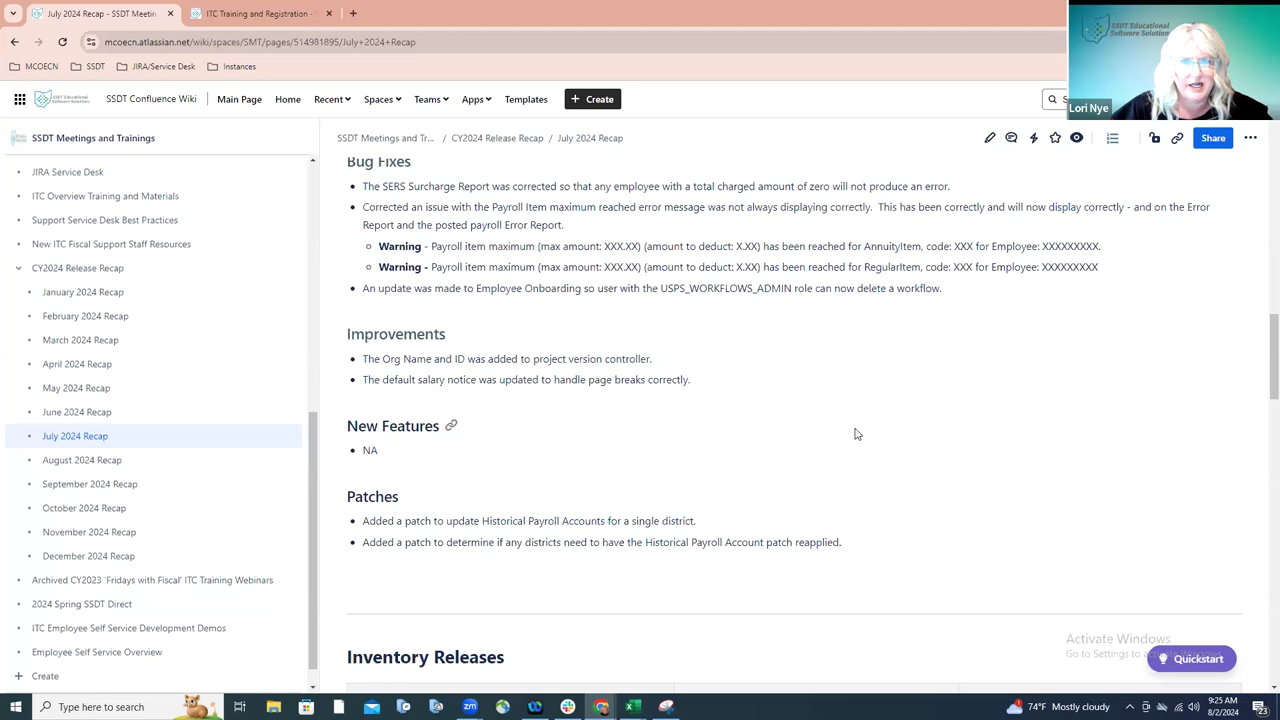 July 2024 Recap - SSDT Meeti
ITC Training and Registration -
mcoecn.atlassian.net/wiki/spaces/SMT/pages/514981895/July+2024+Recap
MCOECN
SSDT
JIRA/Service Desk
Instances
SSDT Educational
Software Solutions
Lori Nye
SSDT Confluence Wiki
Main Page
Home
Recent
Spaces
Teams
Apps
Templates
Create
SSDT Meetings and Trainings
SSDT Meetings and Tr... / CY2024 Release Recap / July 2024 Recap
Share
JIRA Service Desk
ITC Overview Training and Materials
Support Service Desk Best Practices
New ITC Fiscal Support Staff Resources
CY2024 Release Recap
January 2024 Recap
February 2024 Recap
March 2024 Recap
April 2024 Recap
May 2024 Recap
June 2024 Recap
July 2024 Recap
August 2024 Recap
September 2024 Recap
October 2024 Recap
November 2024 Recap
December 2024 Recap
Archived CY2023 'Fridays with Fiscal' ITC Training Webinars
2024 Spring SSDT Direct
ITC Employee Self Service Development Demos
Employee Self Service Overview
Create
Bug Fixes
The SERS Surcharge Report was corrected so that any employee with a total charged amount of zero will not produce an error.
Corrected an issue with the Payroll Item maximum reached error message was not always displaying correctly. This has been correctly and will now display correctly - and on the Error
Report and the posted payroll Error Report.
Warning - Payroll item maximum (max amount: XXX.XX) (amount to deduct: X.XX) has been reached for AnnuityItem, code: XXX for Employee: XXXXXXXXX.
Warning - Payroll item maximum (max amount: XXX.XX) (amount to deduct: X.XX) has been reached for RegularItem, code: XXX for Employee: XXXXXXXXX
An update was made to Employee Onboarding so user with the USPS_WORKFLOWS_ADMIN role can now delete a workflow.
Improvements
The Org Name and ID was added to project version controller.
The default salary notice was updated to handle page breaks correctly.
New Features
NA
Patches
Added a patch to update Historical Payroll Accounts for a single district.
Added a patch to determine if any districts need to have the Historical Payroll Account patch reapplied.
Inventory Releases
Activate Windows
Go to Settings to
Quickstart
Type here to search
74°F Mostly cloudy
9:25 AM
8/2/2024
23